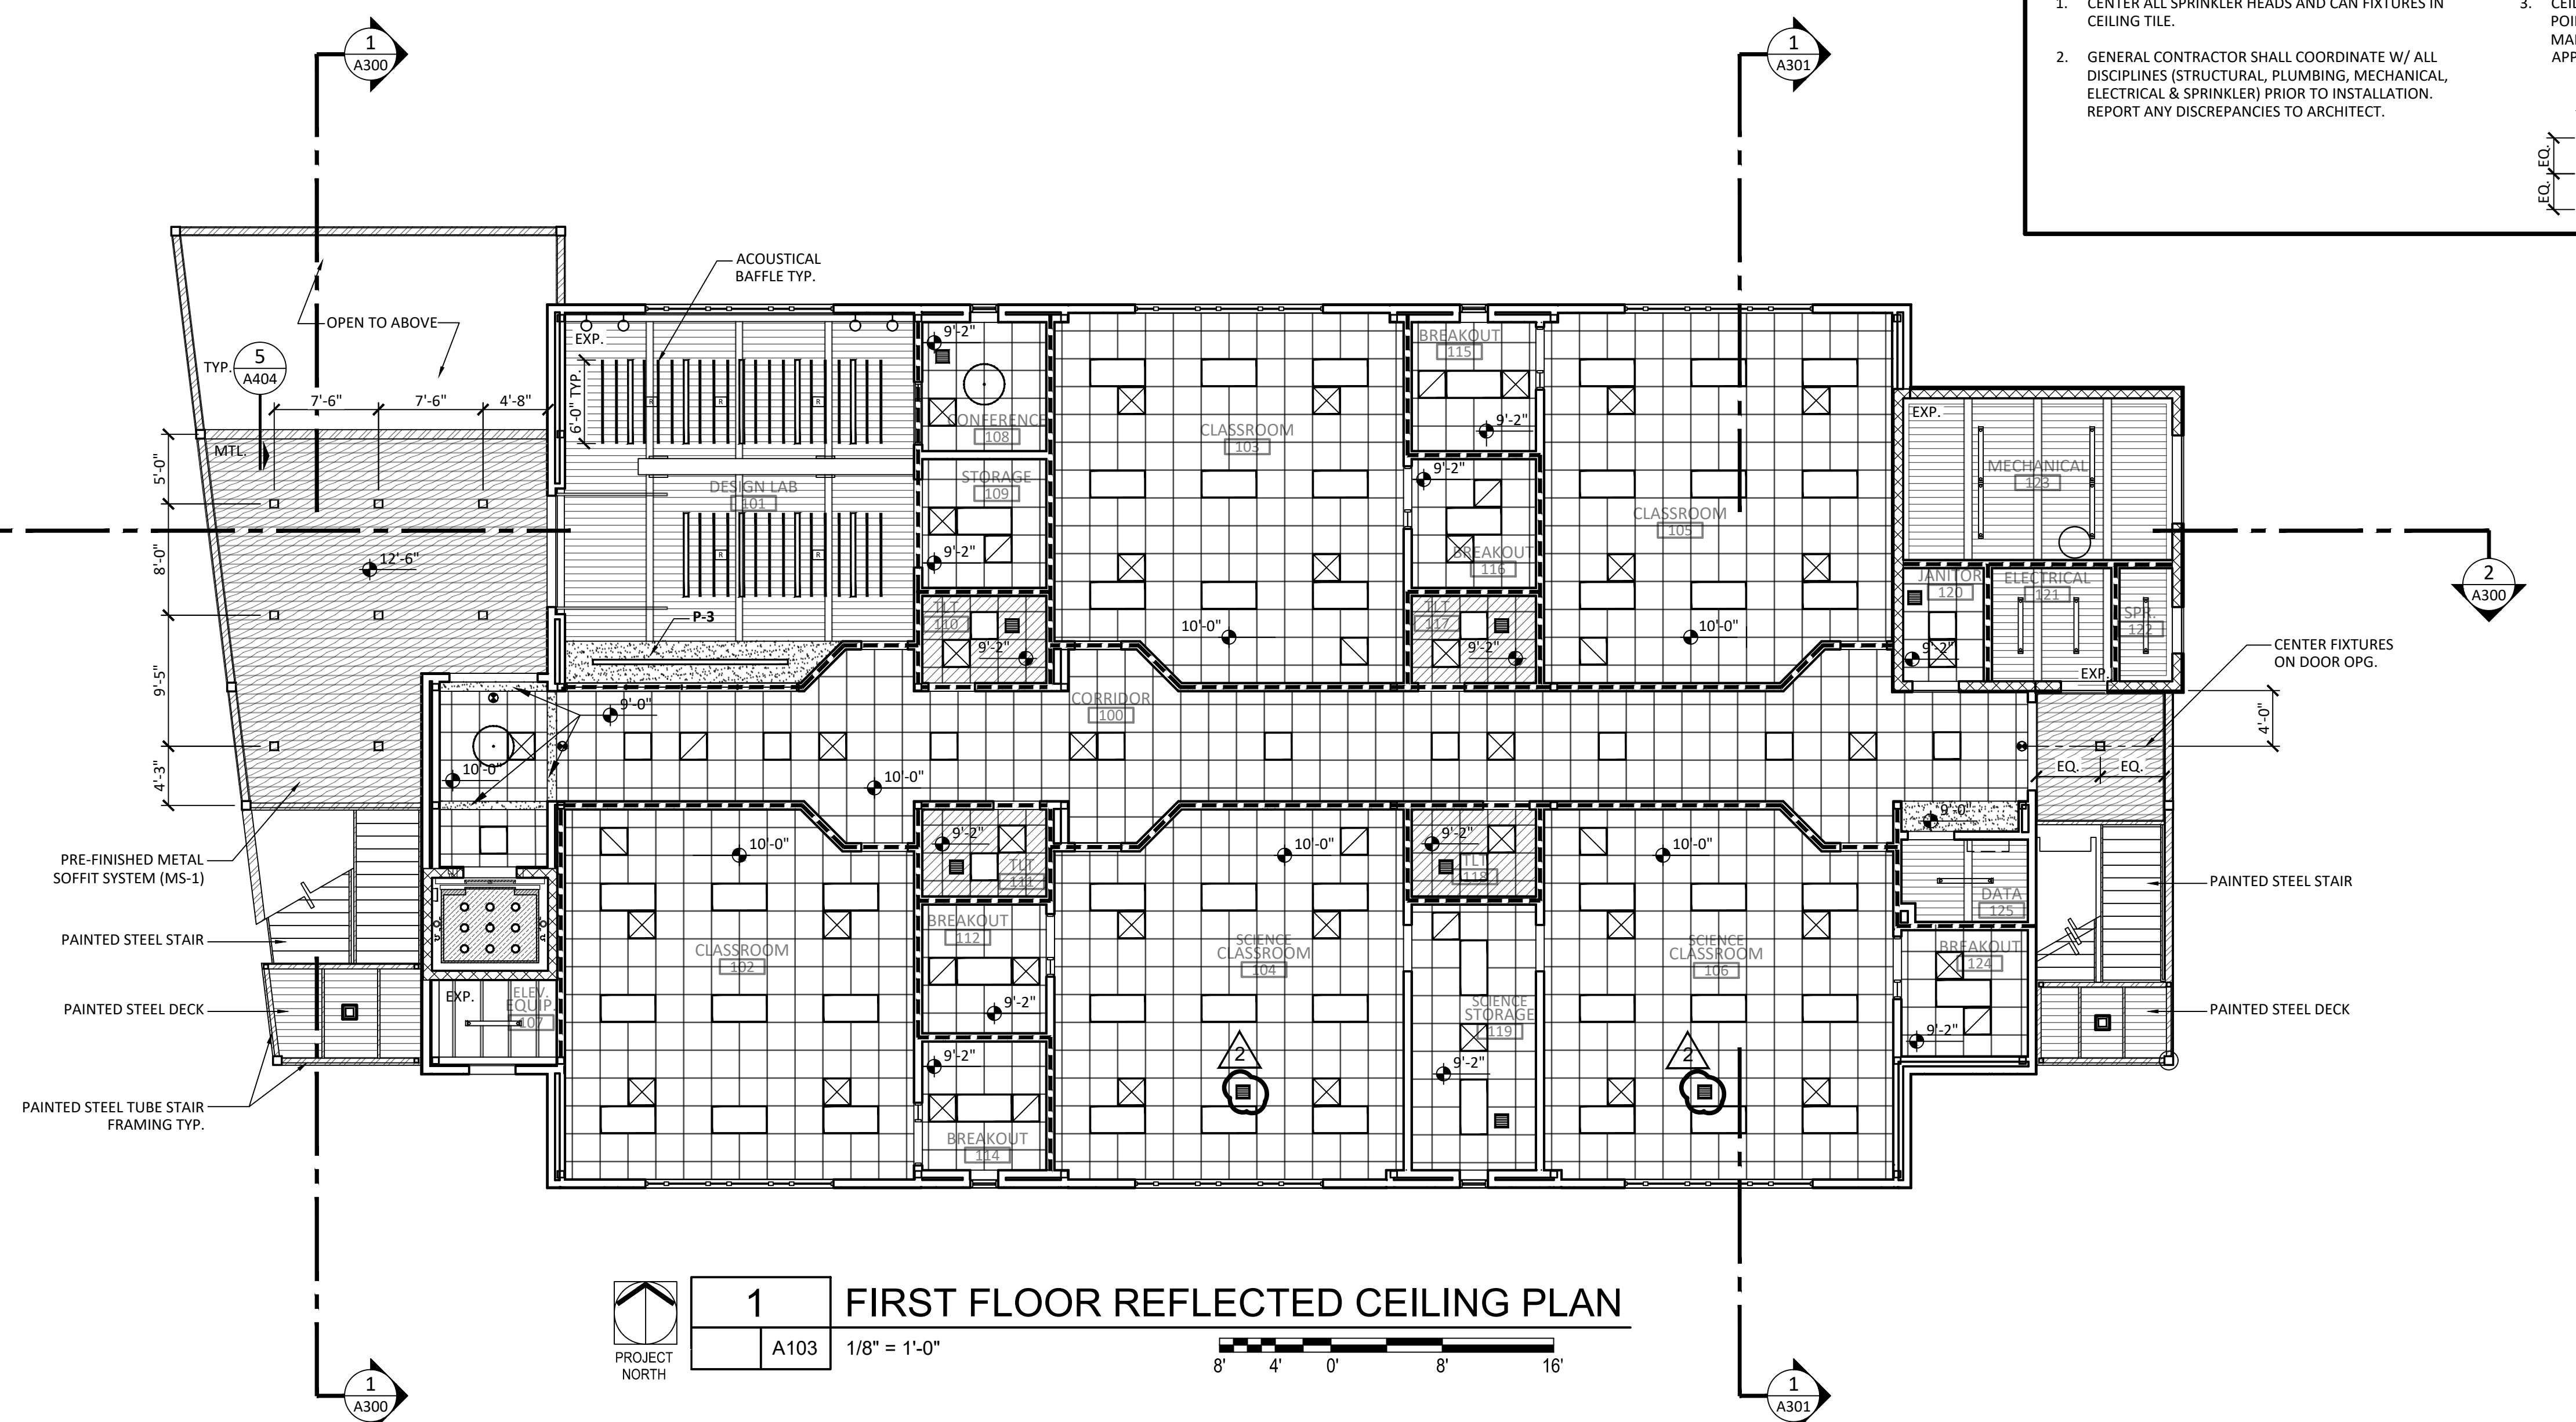 1. CENTER ALL SPRINKLER HEADS AND CAN FIXTURES IN
CEILING TILE.
2. GENERAL CONTRACTOR SHALL COORDINATE W/ ALL
DISCIPLINES (STRUCTURAL, PLUMBING, MECHANICAL,
ELECTRICAL & SPRINKLER) PRIOR TO INSTALLATION.
REPORT ANY DISCREPANCIES TO ARCHITECT.
3.
EQ.
EQ.
1
A300
1
A301
ACOUSTICAL
BAFFLE TYP.
OPEN TO ABOVE
TYP.
5
A404
7'-6"
7'-6"
4'-8"
MTL.
5'-0"
8'-0"
9'-5"
4'-3"
12'-6"
EXP.
6'-0" TYP.
R
R
R
DESIGN LAB
101
R
R
P-3
9'-2"
CONFERENCE
108
STORAGE
109
9'-2"
TLT
110
9'-2"
CLASSROOM
103
10'-0"
BREAKOUT
115
9'-2"
9'-2"
BREAKOUT
116
TLT
117
9'-2"
CLASSROOM
105
10'-0"
EXP.
MECHANICAL
123
JANITOR
120
9'-2"
ELECTRICAL
121
EXP.
SPR.
122
2
A300
CENTER FIXTURES
ON DOOR OPG.
4'-0"
EQ.
EQ.
CORRIDOR
100
9'-0"
10'-0"
10'-0"
9'-0"
PRE-FINISHED METAL
SOFFIT SYSTEM (MS-1)
PAINTED STEEL STAIR
PAINTED STEEL DECK
PAINTED STEEL TUBE STAIR
FRAMING TYP.
EXP.
ELEV.
EQUIP.
107
10'-0"
CLASSROOM
102
9'-2"
TLT
111
BREAKOUT
112
9'-2"
9'-2"
BREAKOUT
114
10'-0"
SCIENCE
CLASSROOM
104
2
9'-2"
TLT
118
SCIENCE
STORAGE
119
9'-2"
10'-0"
SCIENCE
CLASSROOM
106
2
DATA
125
BREAKOUT
124
9'-2"
PAINTED STEEL STAIR
PAINTED STEEL DECK
PROJECT
NORTH
1
A103
FIRST FLOOR REFLECTED CEILING PLAN
1/8" = 1'-0"
8' 4' 0' 8' 16'
1
A300
1
A301